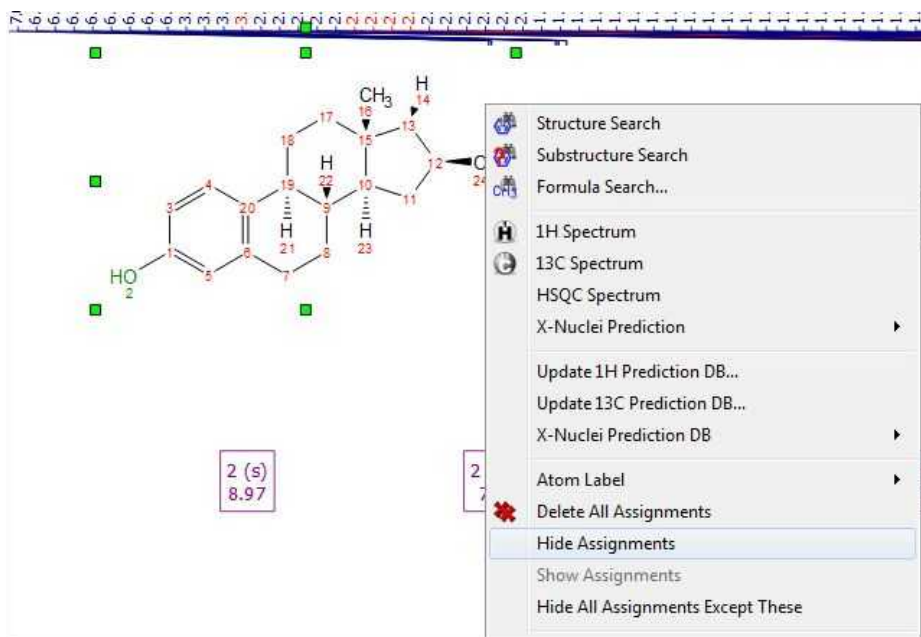 CH3
H
14
16
17
13
18
15
H
12
22
24
4
19
10
11
3
20
9
H
H
21
23
1
6
8
HO
5
7
2
2 (s)
8.97
Structure Search
Substructure Search
CH3
Formula Search...
H
1H Spectrum
C
13C Spectrum
HSQC Spectrum
X-Nuclei Prediction
Update 1H Prediction DB...
Update 13C Prediction DB...
X-Nuclei Prediction DB
Atom Label
Delete All Assignments
Hide Assignments
Show Assignments
Hide All Assignments Except These